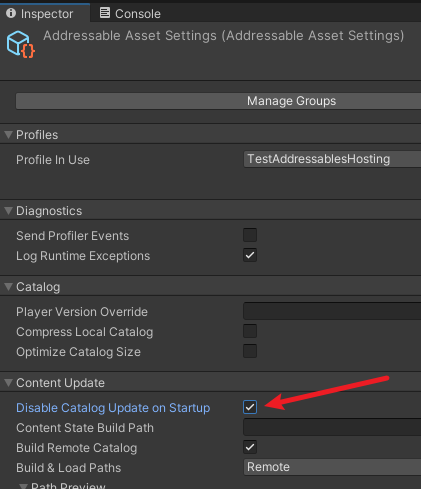 Inspector Console
Addressable Asset Settings (Addressable Asset Settings)
Manage Groups
Profiles
Profile In Use TestAddressablesHosting
Diagnostics
Send Profiler Events
Log Runtime Exceptions
Catalog
Player Version Override
Compress Local Catalog
Optimize Catalog Size
Content Update
Disable Catalog Update on Startup
Content State Build Path
Build Remote Catalog
Build & Load Paths Remote
Path Preview